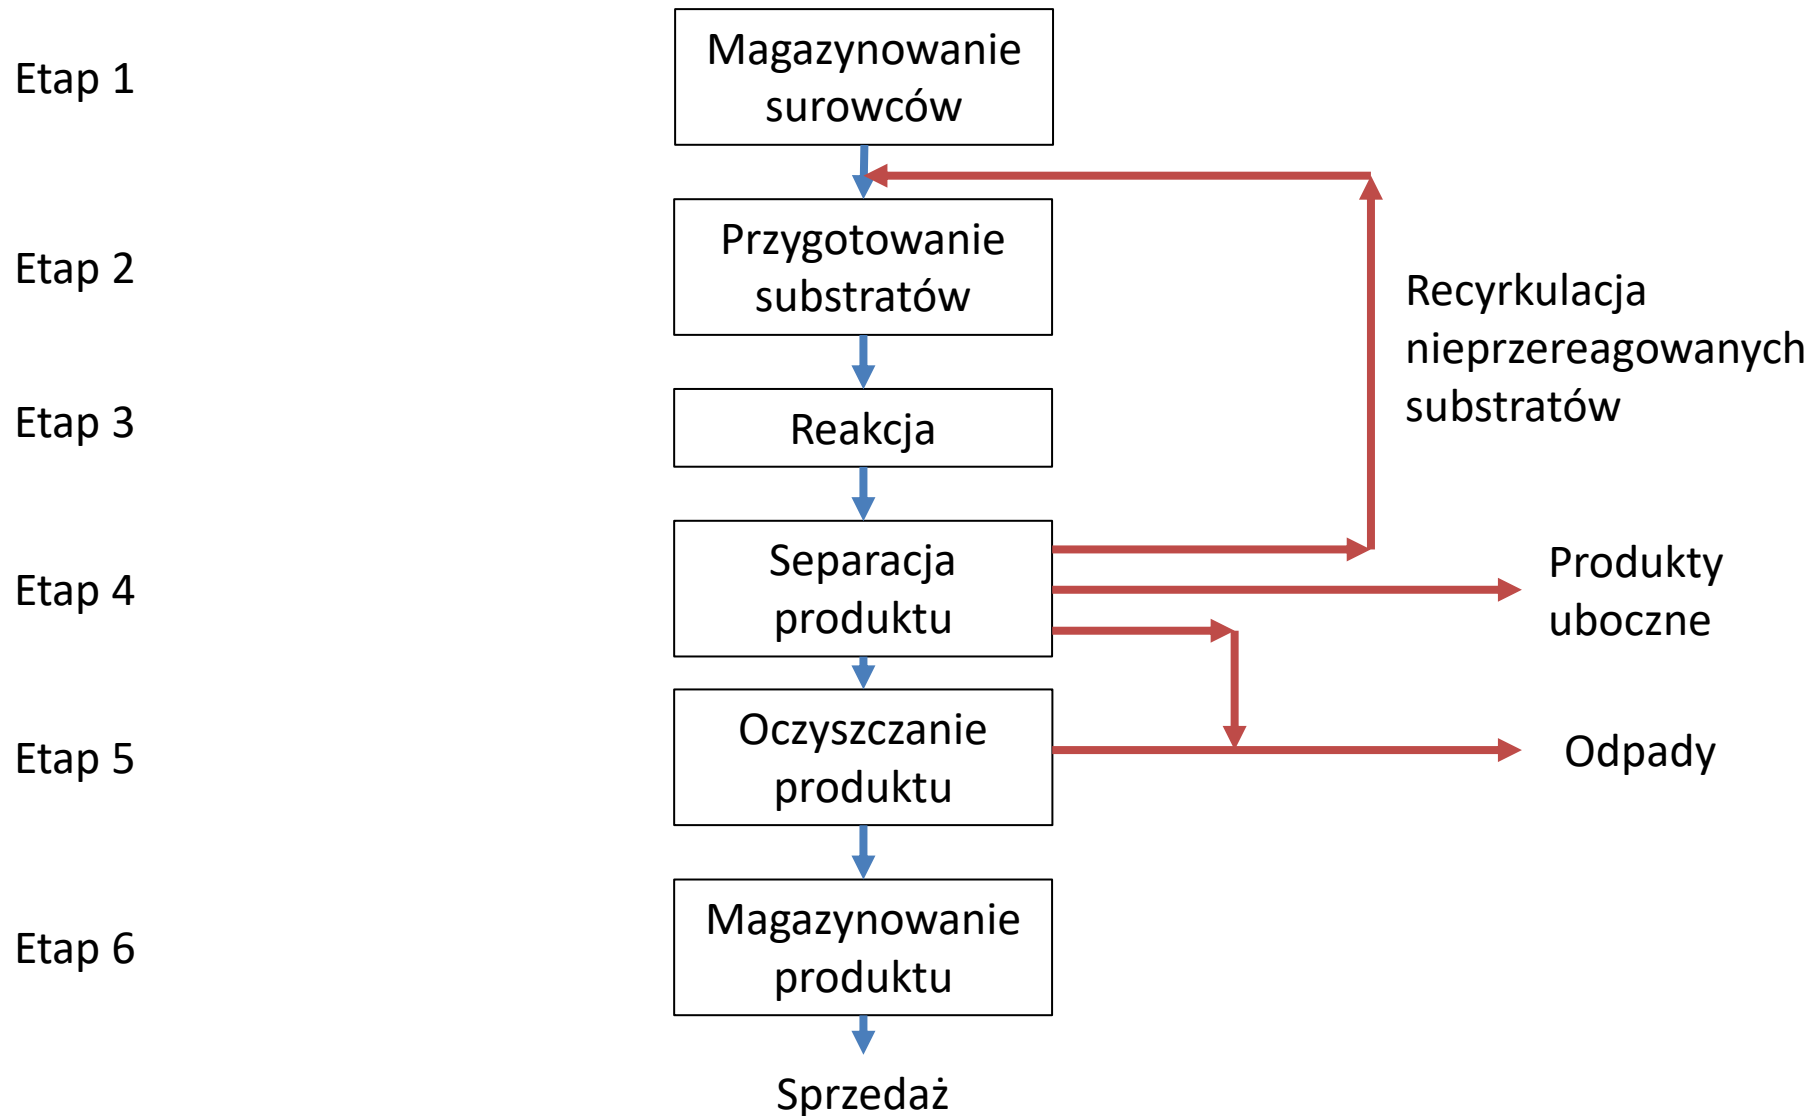 Etap 1
Magazynowanie
surowców
Etap 2
Przygotowanie
substratów
Recyrkulacja
nieprzereagowanych
substratów
Etap 3
Reakcja
Etap 4
Separacja
produktu
Produkty
uboczne
Etap 5
Oczyszczanie
produktu
Odpady
Etap 6
Magazynowanie
produktu
Sprzedaż